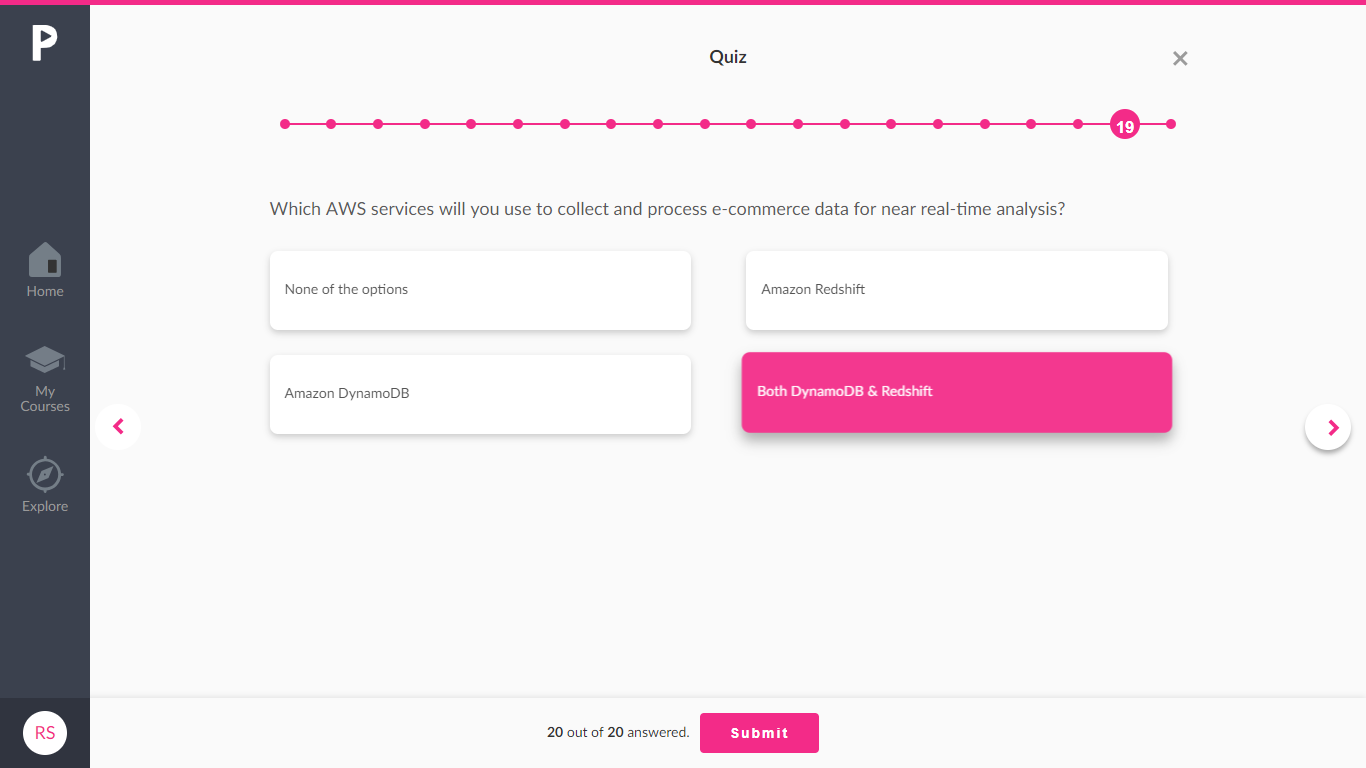 Quiz
19
Which AWS services will you use to collect and process e-commerce data for near real-time analysis?
None of the options
Amazon Redshift
Amazon DynamoDB
Both DynamoDB & Redshift
Home
My
Courses
Explore
RS
20 out of 20 answered.
Submit